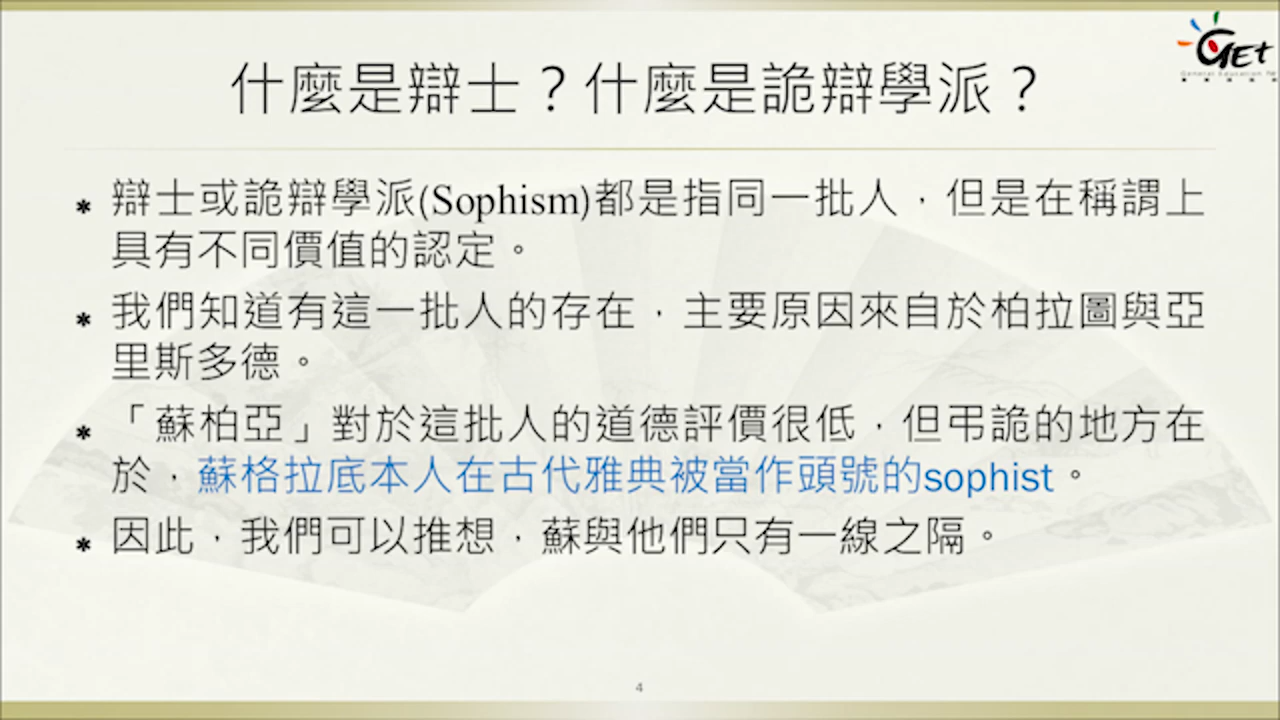 GET
General Education TW
什麼是辯士？什麼是詭辯學派？
* 辯士或詭辯學派(Sophism)都是指同一批人，但是在稱謂上
具有不同價值的認定。
* 我們知道有這一批人的存在，主要原因來自於柏拉圖與亞
里斯多德。
* 「蘇柏亞」對於這批人的道德評價很低，但弔詭的地方在
於，蘇格拉底本人在古代雅典被當作頭號的sophist。
* 因此，我們可以推想，蘇與他們只有一線之隔。
4